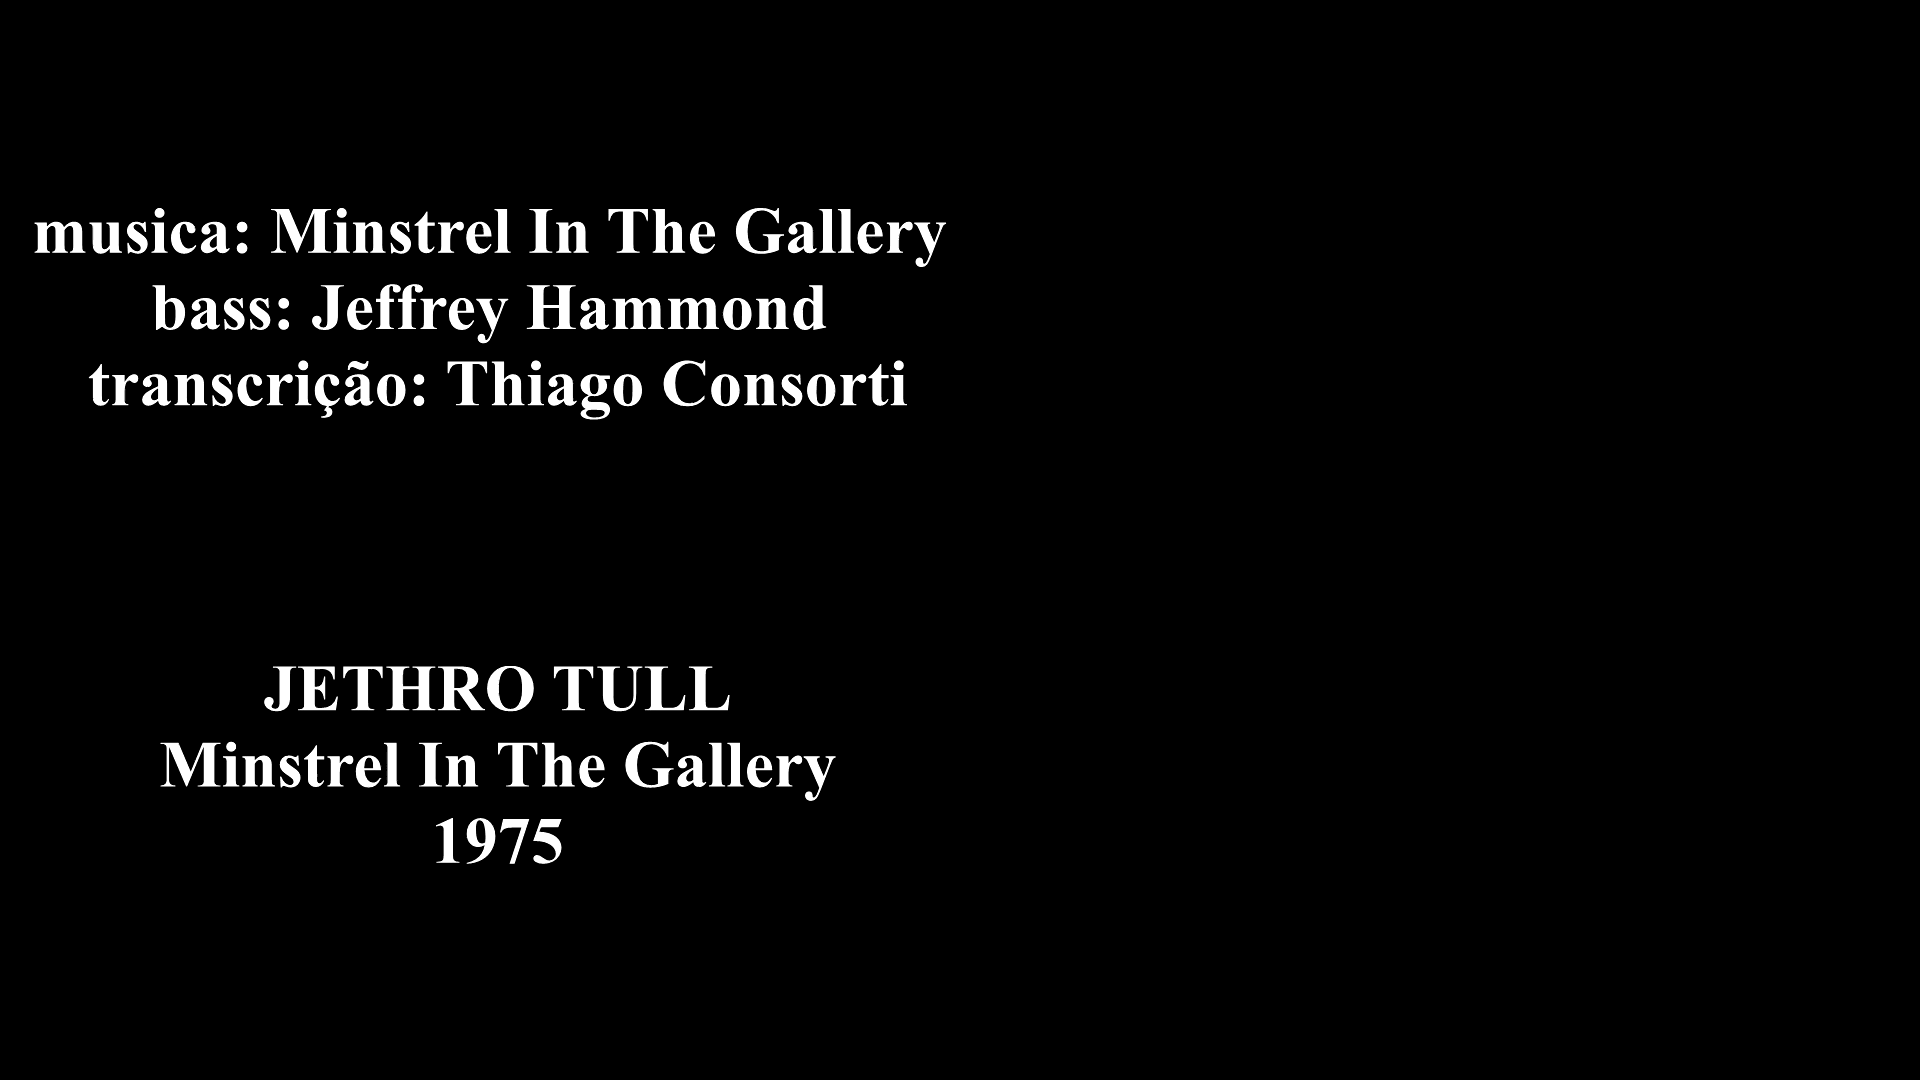 musica: Minstrel In The Gallery
bass: Jeffrey Hammond
transcrição: Thiago Consorti
JETHRO TULL
Minstrel In The Gallery
1975